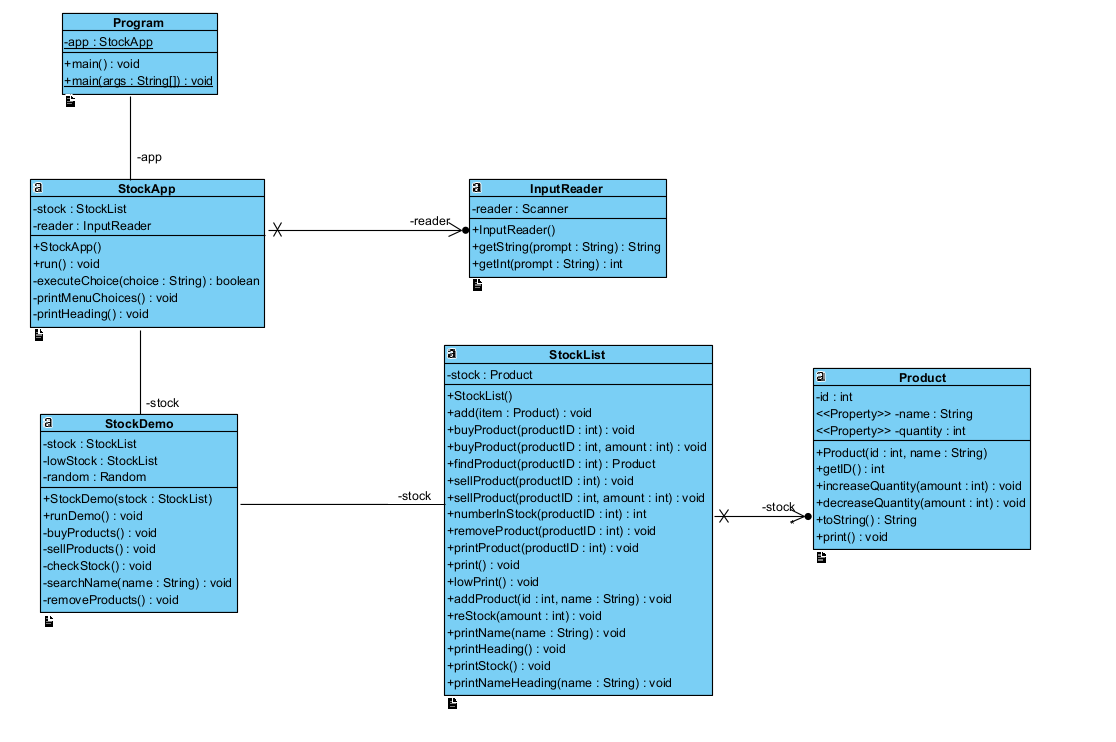 Program
-app : StockApp
+main() : void
+main(args : String[]) : void
-app
a
StockApp
-stock : StockList
-reader : InputReader
+StockApp()
+run() : void
-executeChoice(choice : String) : boolean
-printMenuChoices() : void
-printHeading() : void
-reader
a
InputReader
-reader : Scanner
+InputReader()
+getString(prompt : String) : String
+getInt(prompt : String) : int
-stock
a
StockDemo
-stock : StockList
-lowStock : StockList
-random : Random
+StockDemo(stock : StockList)
+runDemo() : void
-buyProducts() : void
-sellProducts() : void
-checkStock() : void
-searchName(name : String) : void
-removeProducts() : void
-stock
a
StockList
-stock : Product
+StockList()
+add(item : Product) : void
+buyProduct(productID : int) : void
+buyProduct(productID : int, amount : int) : void
+findProduct(productID : int) : Product
+sellProduct(productID : int) : void
+sellProduct(productID : int, amount : int) : void
+numberInStock(productID : int) : int
+removeProduct(productID : int) : void
+printProduct(productID : int) : void
+print() : void
+lowPrint() : void
+addProduct(id : int, name : String) : void
+reStock(amount : int) : void
+printName(name : String) : void
+printHeading() : void
+printStock() : void
+printNameHeading(name : String) : void
-stock
*
a
Product
-id : int
<<Property>> -name : String
<<Property>> -quantity : int
+Product(id : int, name : String)
+getID() : int
+increaseQuantity(amount : int) : void
+decreaseQuantity(amount : int) : void
+toString() : String
+print() : void